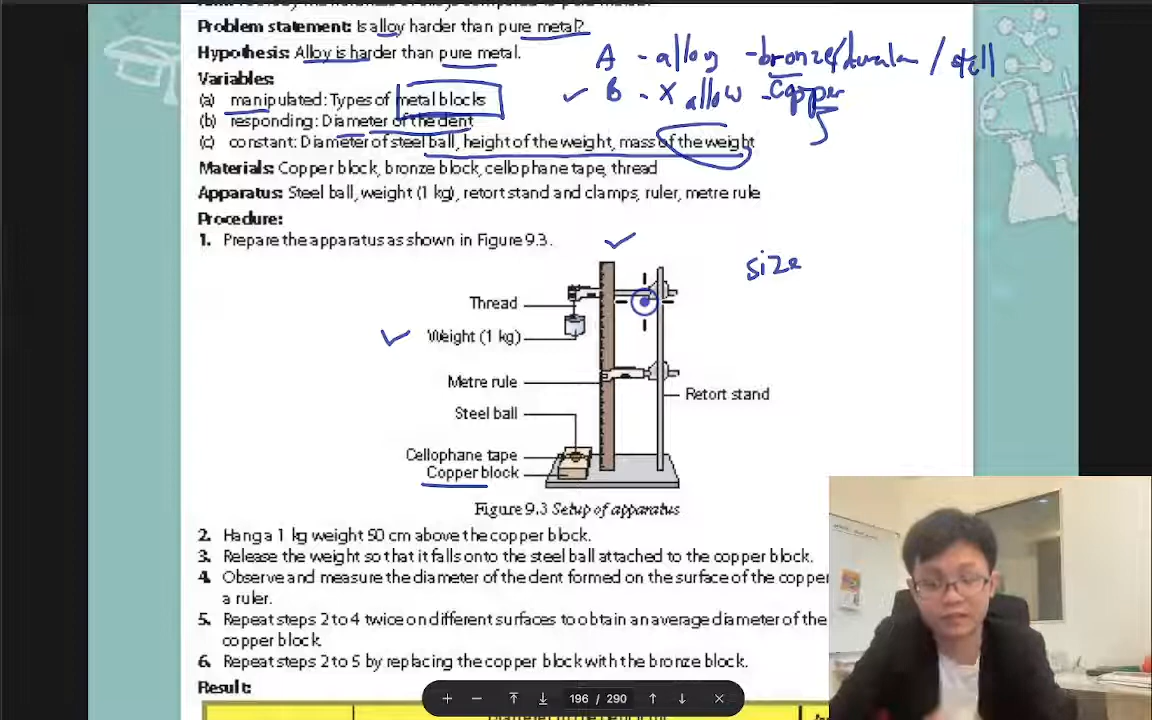 Problem statement: Is alloy harder than pure metal?
Hypothesis: Alloy is harder than pure metal.
A - alloy - bronze/ / stell
Variables:
(a) manipulated: Types of metal blocks
B - X allow - Copper
(b) responding: Diameter of the dent
(c) constant: Diameter of steel ball, height of the weight, mass of the weight
Materials: Copper block, bronze block, cellophane tape, thread
Apparatus: Steel ball, weight (1 kg), retort stand and clamps, ruler, metre rule
Procedure:
1. Prepare the apparatus as shown in Figure 9.3.
size
Thread
Weight (1 kg)
Metre rule
Retort stand
Steel ball
Cellophane tape
Copper block
Figure 9.3 Setup of apparatus
2. Hang a 1 kg weight 50 cm above the copper block.
3. Release the weight so that it falls onto the steel ball attached to the copper block.
4. Observe and measure the diameter of the dent formed on the surface of the copper
a ruler.
5. Repeat steps 2 to 4 twice on different surfaces to obtain an average diameter of the
copper block.
6. Repeat steps 2 to 5 by replacing the copper block with the bronze block.
Result:
196 / 290